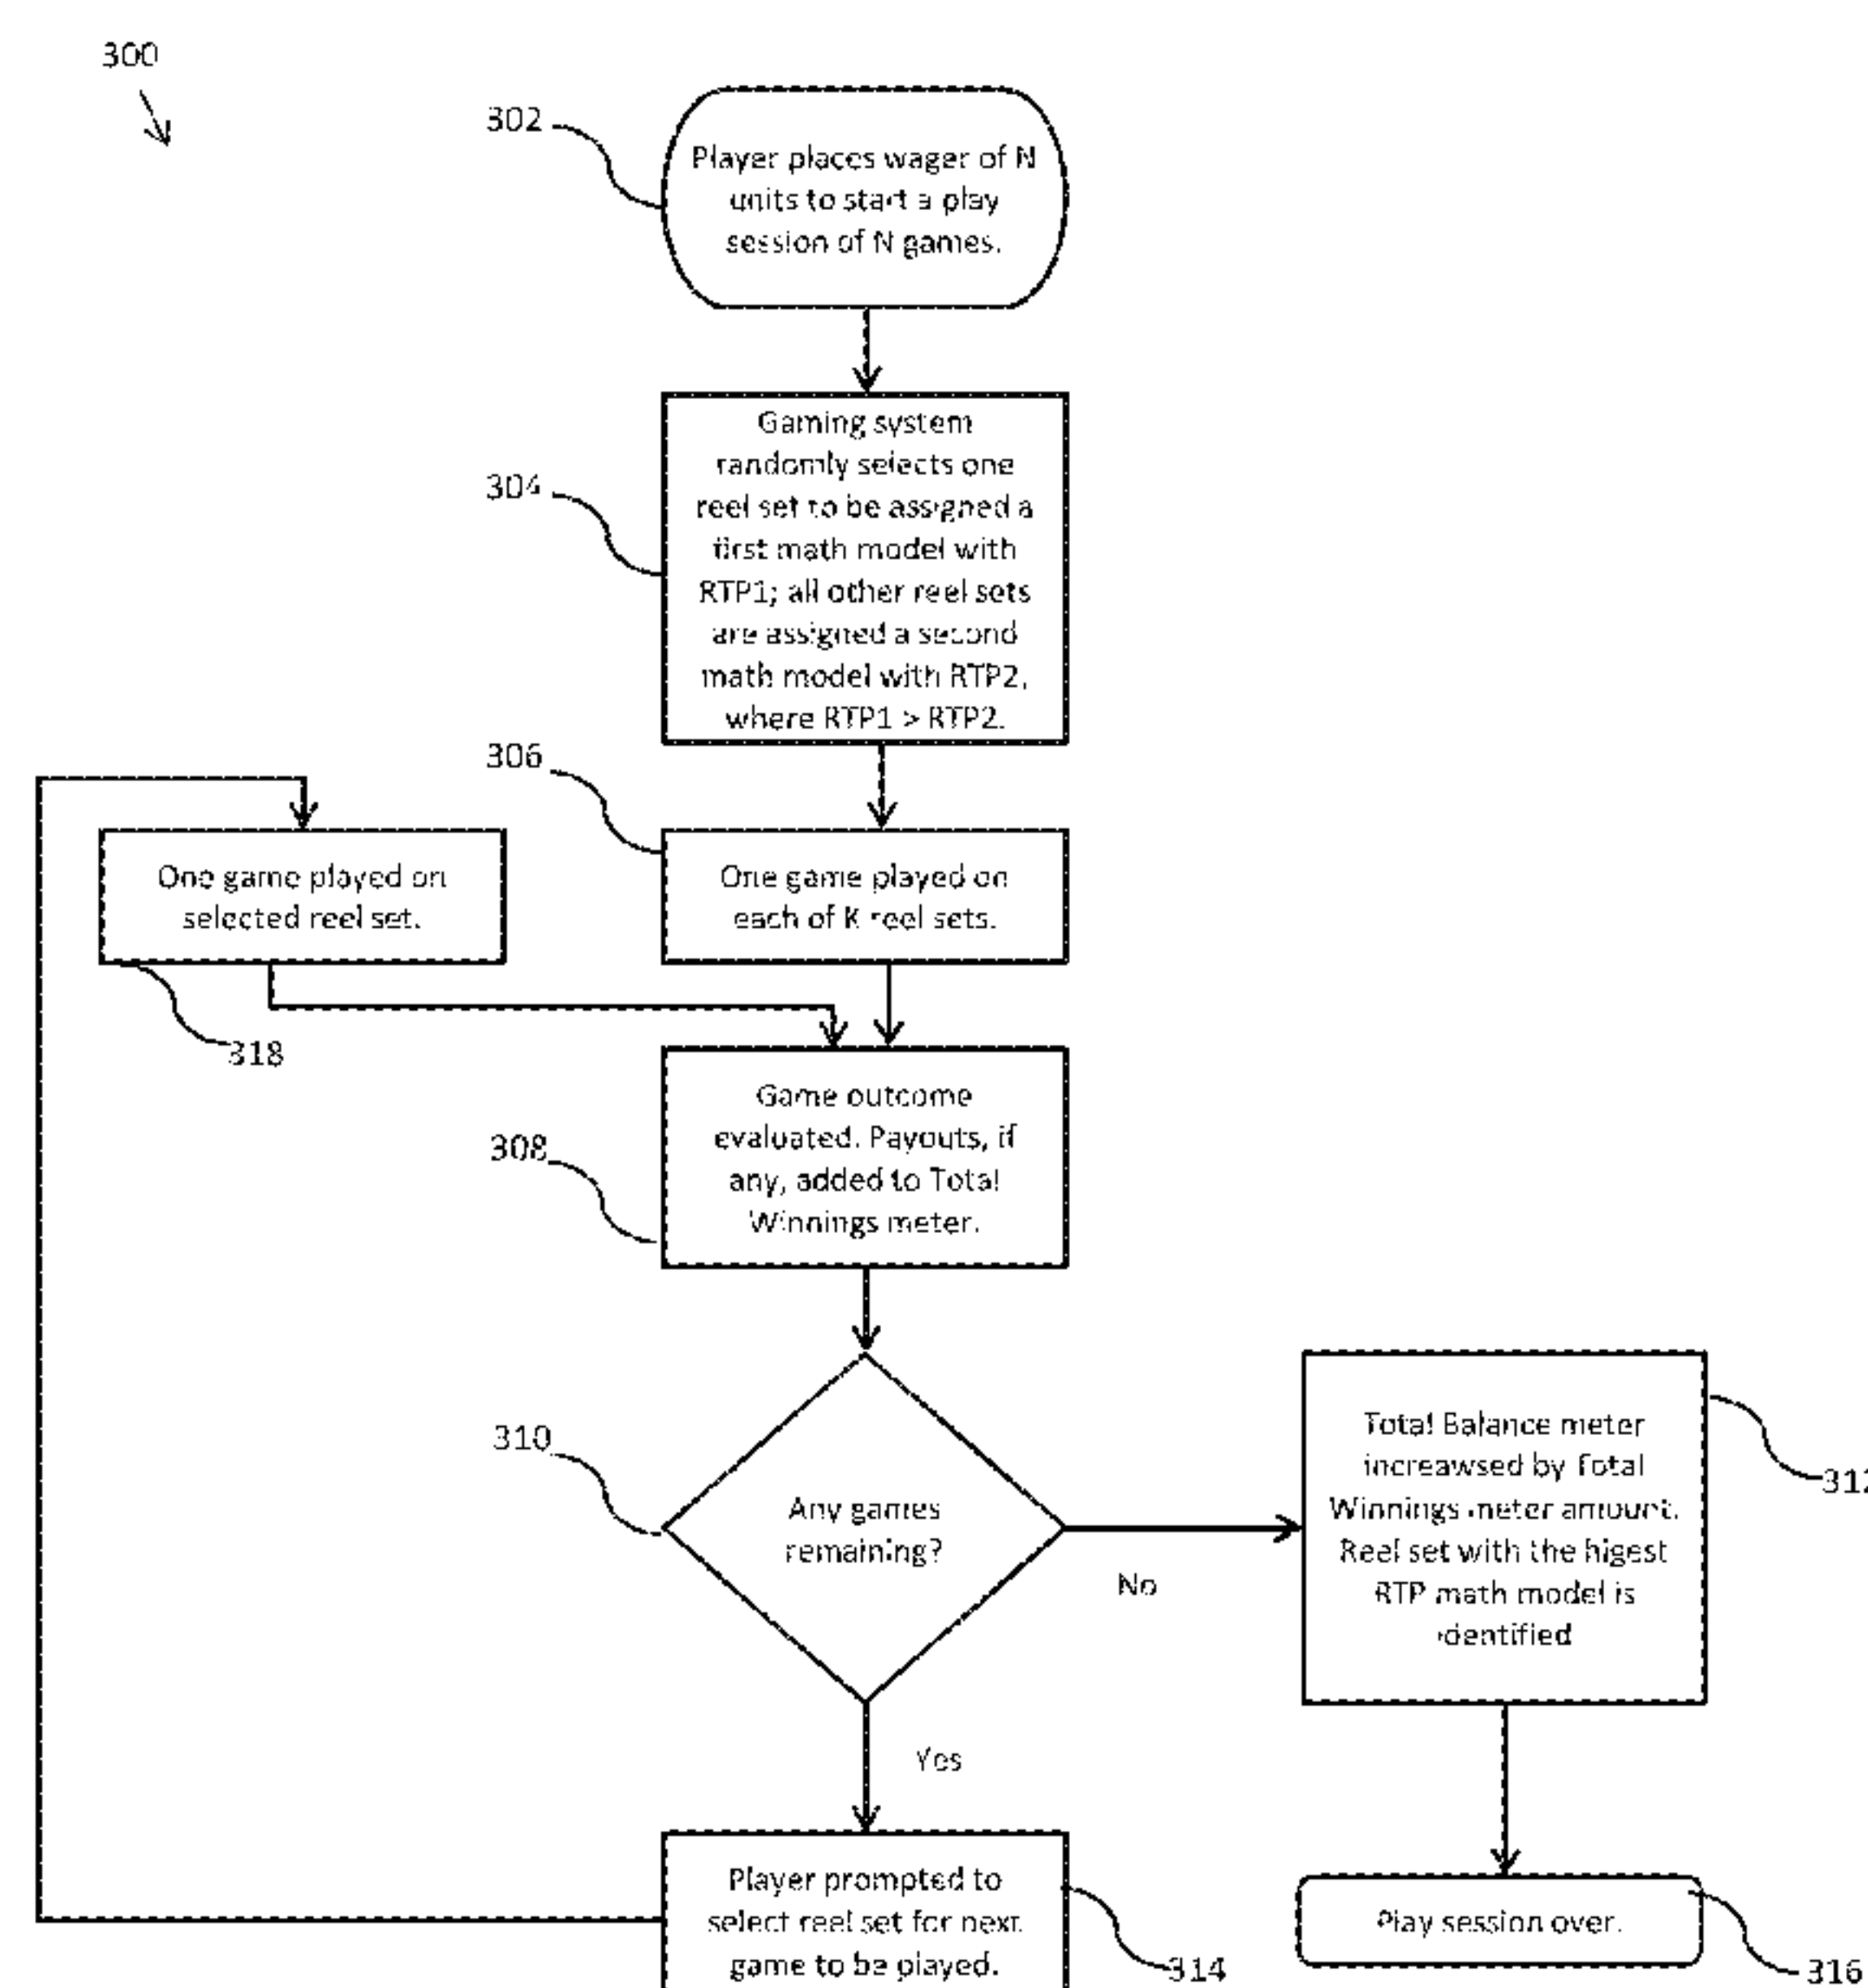 300
302
Player places wager of N
units to start a play
session of N games.
304
Gaming system
randomly selects one
reel set to be assigned a
first math model with
RTP1; all other reel sets
are assigned a second
math model with RTP2,
where RTP1 > RTP2.
306
One game played on
selected reel set.
One game played on
each of K reel sets.
318
308
Game outcome
evaluated. Payouts, if
any, added to Total
Winnings meter.
310
Any games
remaining?
No
Total Balance meter
increawsed by Total
Winnings meter amount.
Reel set with the higest
RTP math model is
identified
312
Yes
Player prompted to
select reel set for next
game to be played.
314
Play session over.
316